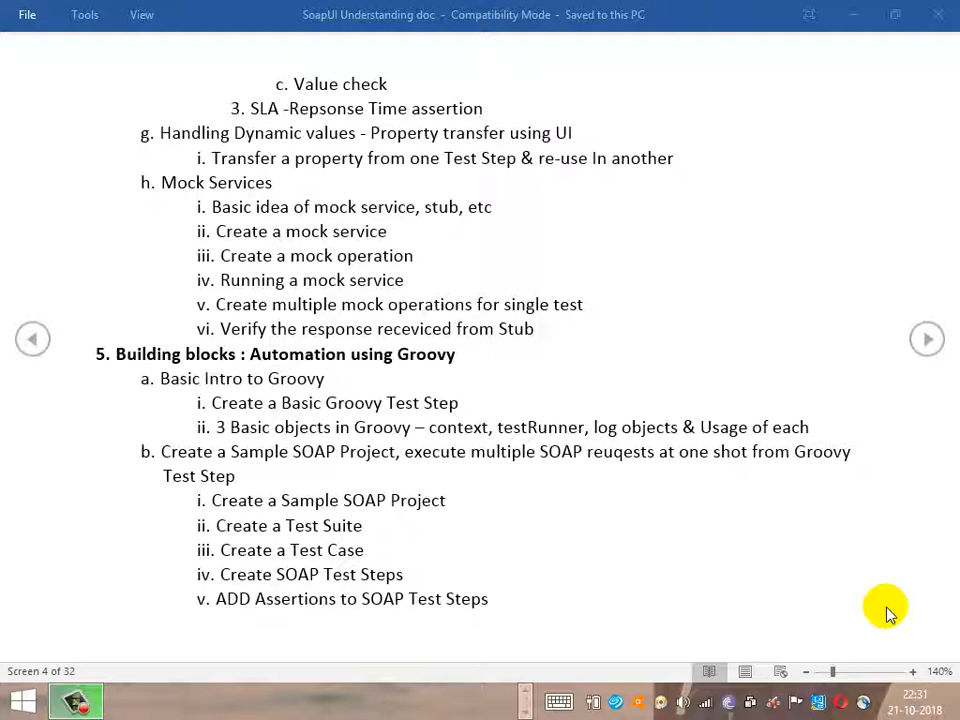 File Tools View SoapUI Understanding doc - Compatibility Mode - Saved to this PC
c. Value check
3. SLA -Repsonse Time assertion
g. Handling Dynamic values - Property transfer using UI
i. Transfer a property from one Test Step & re-use In another
h. Mock Services
i. Basic idea of mock service, stub, etc
ii. Create a mock service
iii. Create a mock operation
iv. Running a mock service
v. Create multiple mock operations for single test
vi. Verify the response receviced from Stub
5. Building blocks : Automation using Groovy
a. Basic Intro to Groovy
i. Create a Basic Groovy Test Step
ii. 3 Basic objects in Groovy – context, testRunner, log objects & Usage of each
b. Create a Sample SOAP Project, execute multiple SOAP reuqests at one shot from Groovy
Test Step
i. Create a Sample SOAP Project
ii. Create a Test Suite
iii. Create a Test Case
iv. Create SOAP Test Steps
v. ADD Assertions to SOAP Test Steps
Screen 4 of 32
140%
22:31
21-10-2018